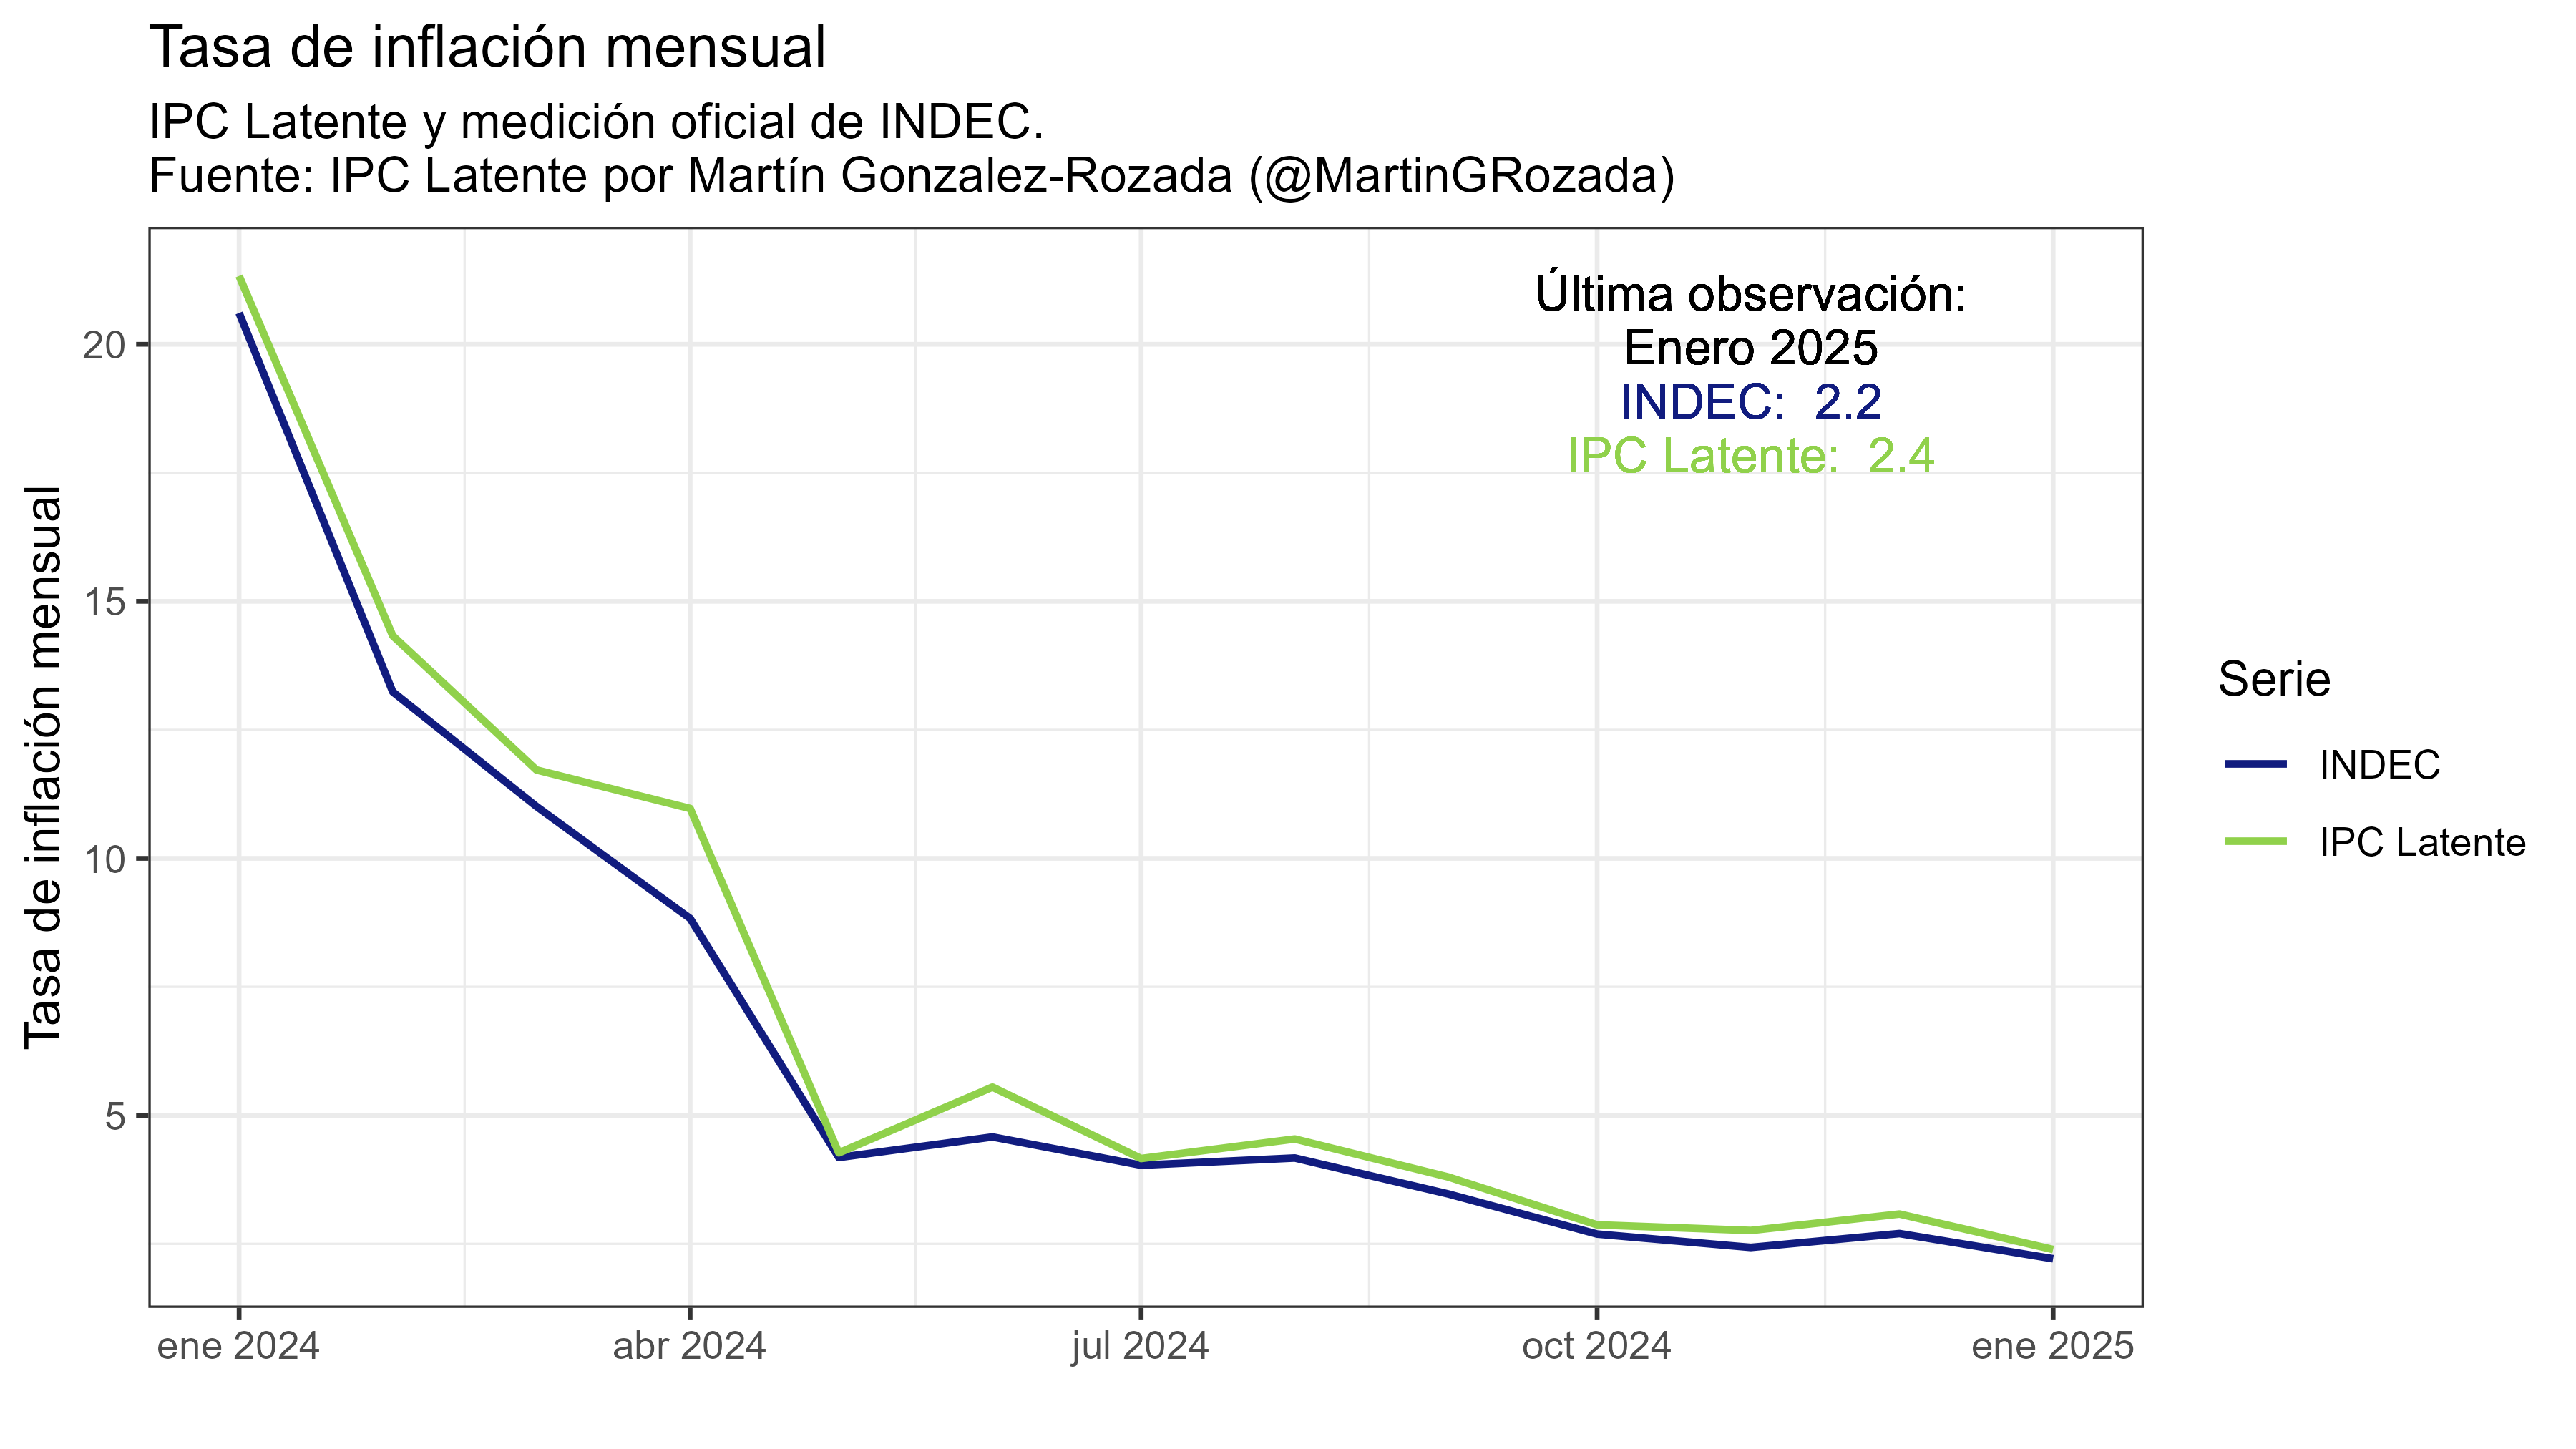 Tasa de inflación mensual
IPC Latente y medición oficial de INDEC.
Fuente: IPC Latente por Martín Gonzalez-Rozada (@MartinGRozada)
Última observación:
Enero 2025
INDEC:  2.2
IPC Latente:  2.4
Tasa de inflación mensual
20
15
10
5
ene 2024
abr 2024
jul 2024
oct 2024
ene 2025
Serie
INDEC
IPC Latente